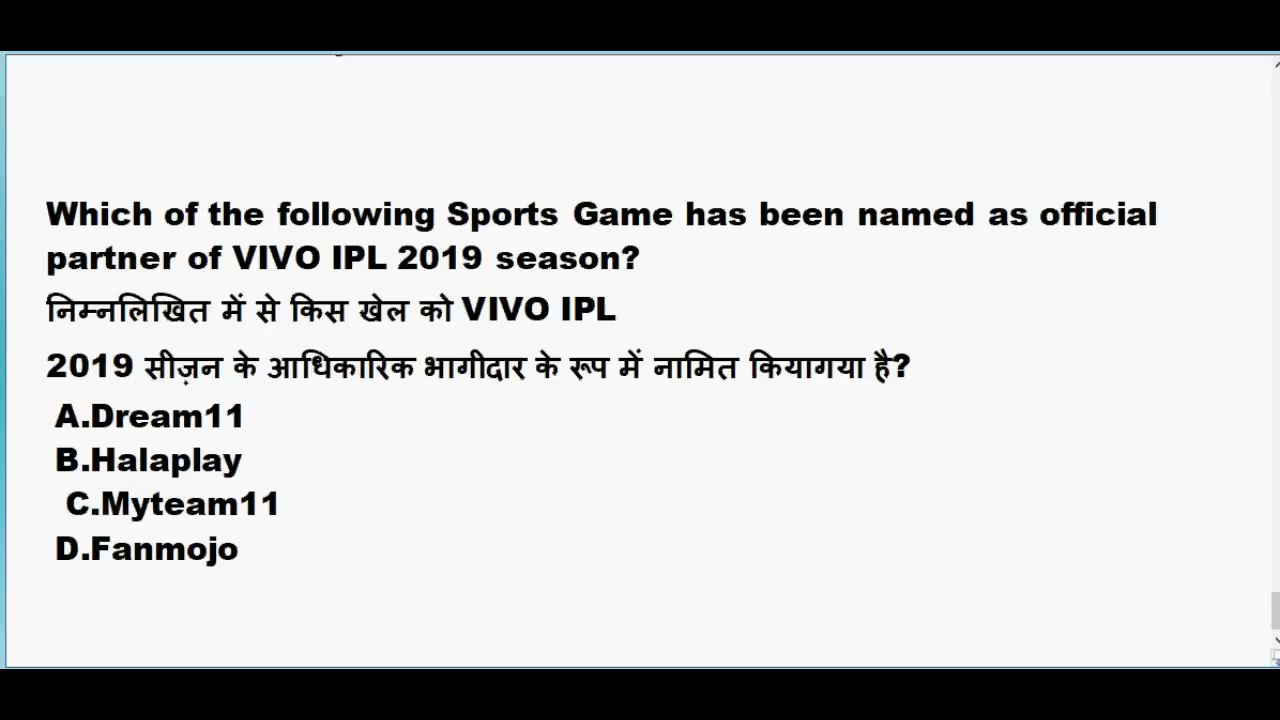 Which of the following Sports Game has been named as official
partner of VIVO IPL 2019 season?
निम्नलिखित में से किस खेल को VIVO IPL
2019 सीज़न के आधिकारिक भागीदार के रूप में नामित कियागया है?
A.Dream11
B.Halaplay
C.Myteam11
D.Fanmojo